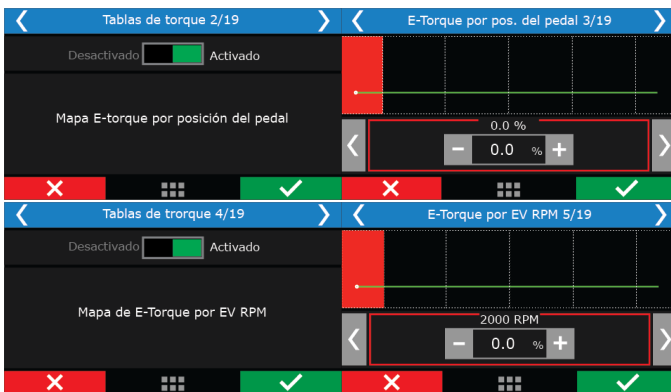 Tablas de torque 2/19
Desactivado Activado
Mapa E-torque por posición del pedal
E-Torque por pos. del pedal 3/19
0.0 %
0.0 %
Tablas de trorque 4/19
Desactivado Activado
Mapa de E-Torque por EV RPM
E-Torque por EV RPM 5/19
2000 RPM
0.0 %